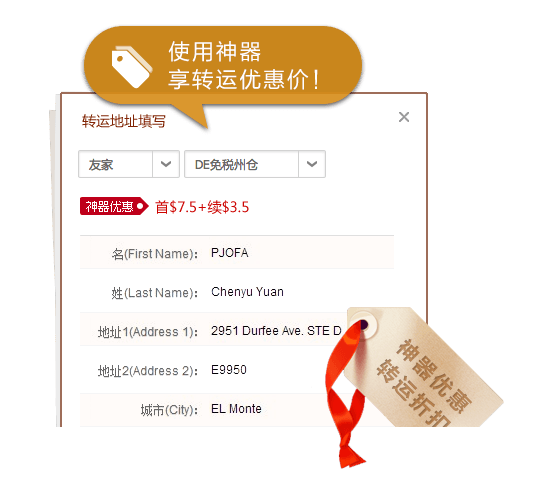 使用神器
享转运优惠价！
转运地址填写
友家 DE免税州仓
神器优惠 首$7.5+续$3.5
名(First Name)： PJOFA
姓(Last Name)： Chenyu Yuan
地址1(Address 1)： 2951 Durfee Ave. STE D
地址2(Address 2)： E9950
城市(City)： EL Monte
神器优惠
转运折扣